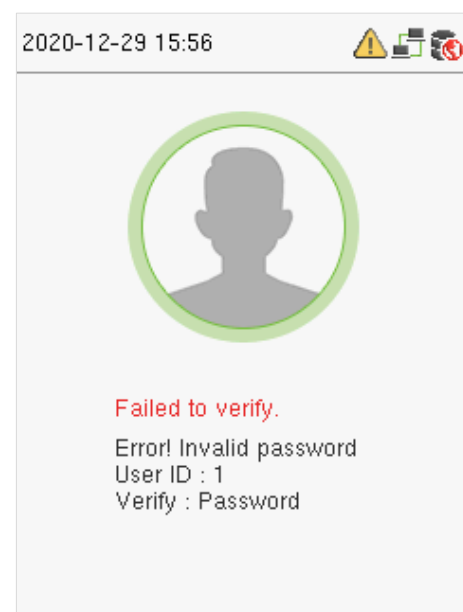 2020-12-29 15:56
Failed to verify.
Error! Invalid password
User ID : 1
Verify : Password